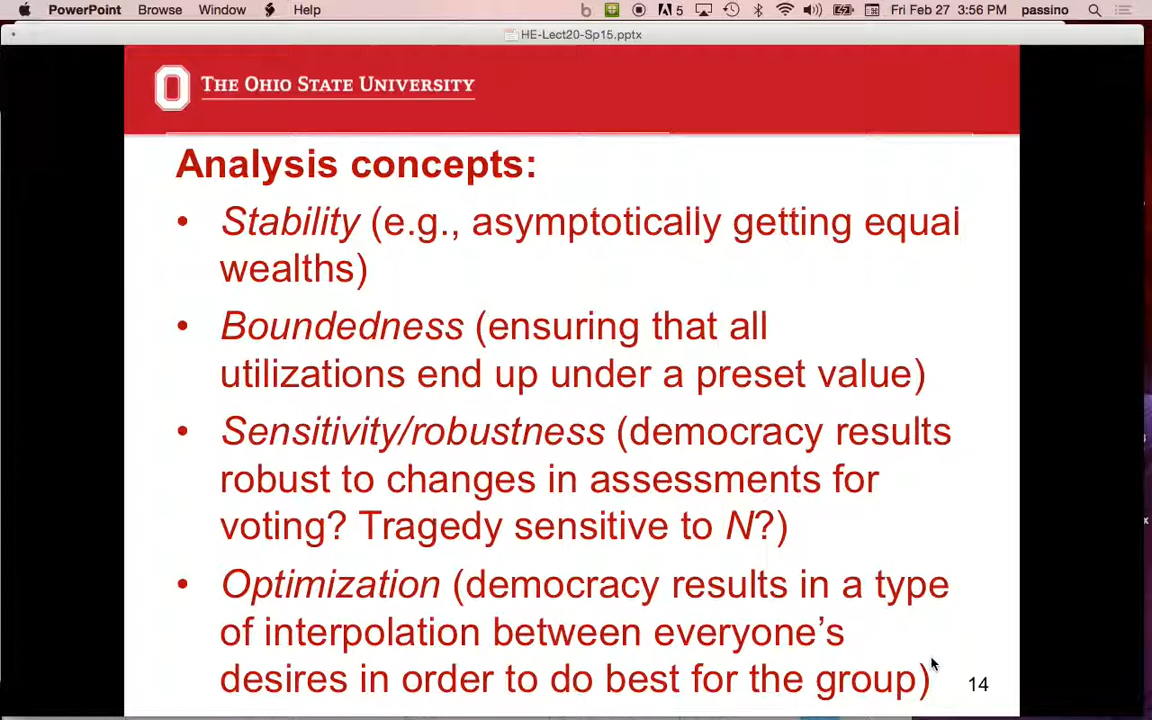 PowerPoint Browse Window Help 5 Fri Feb 27 3:56 PM passino
HE-Lect20-Sp15.pptx
O THE OHIO STATE UNIVERSITY
Analysis concepts:
• Stability (e.g., asymptotically getting equal
wealths)
• Boundedness (ensuring that all
utilizations end up under a preset value)
• Sensitivity/robustness (democracy results
robust to changes in assessments for
voting? Tragedy sensitive to N?)
• Optimization (democracy results in a type
of interpolation between everyone’s
desires in order to do best for the group)
14